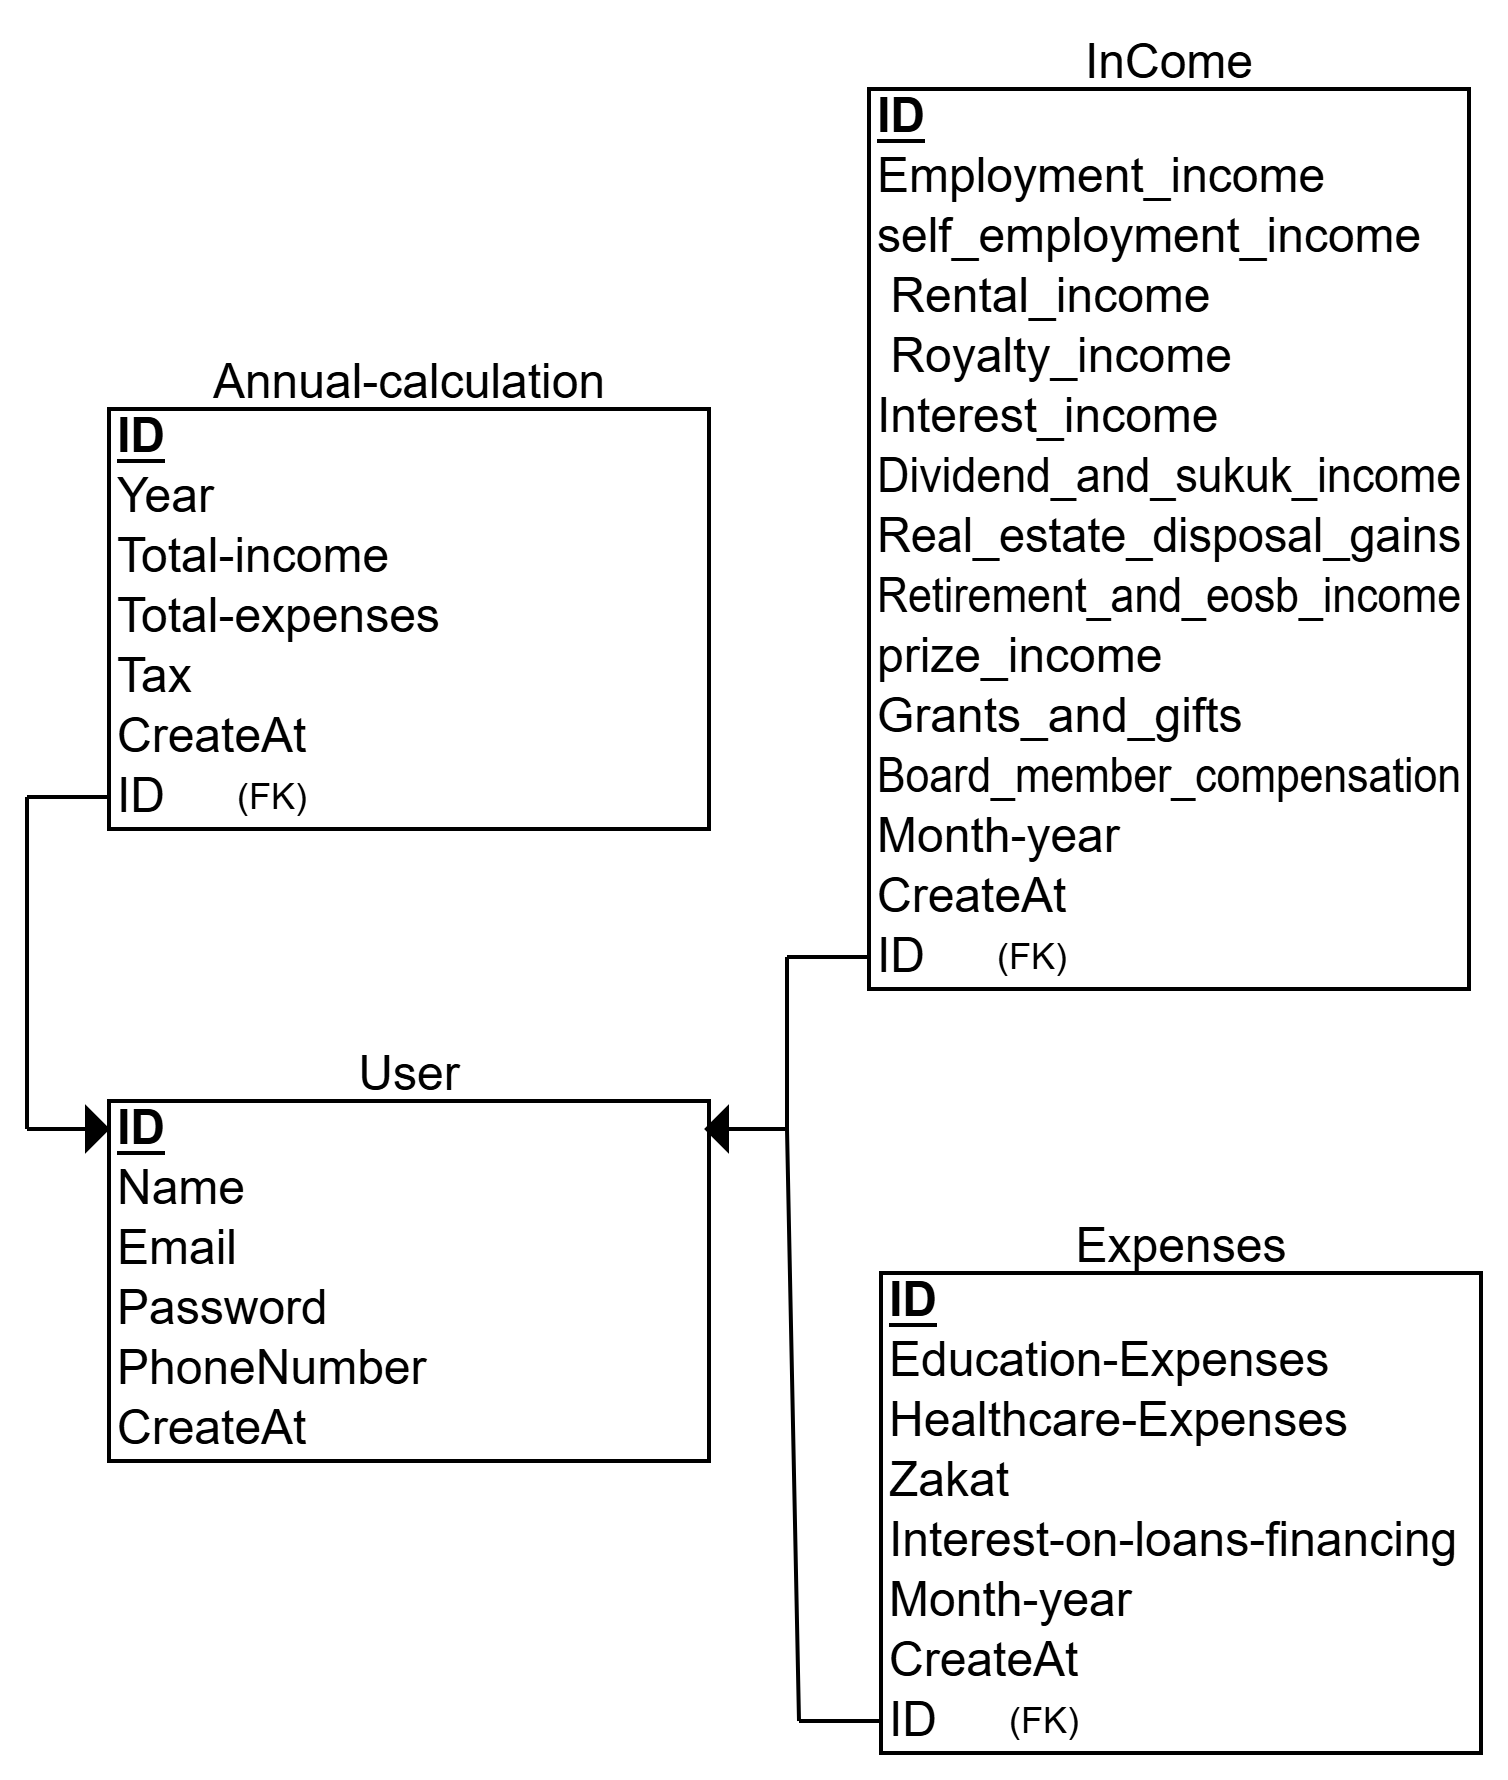 InCome
ID
Employment_income
self_employment_income
Rental_income
Royalty_income
Interest_income
Dividend_and_sukuk_income
Real_estate_disposal_gains
Retirement_and_eosb_income
prize_income
Grants_and_gifts
Board_member_compensation
Month-year
CreateAt
ID (FK)
Annual-calculation
ID
Year
Total-income
Total-expenses
Tax
CreateAt
ID (FK)
User
ID
Name
Email
Password
PhoneNumber
CreateAt
Expenses
ID
Education-Expenses
Healthcare-Expenses
Zakat
Interest-on-loans-financing
Month-year
CreateAt
ID (FK)